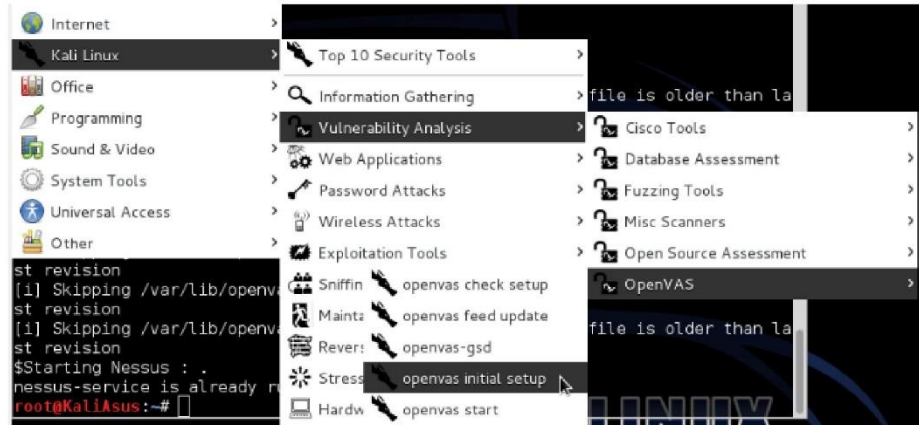 Internet
Kali Linux
Office
Programming
Sound & Video
System Tools
Universal Access
Other
Top 10 Security Tools
Information Gathering
Vulnerability Analysis
Web Applications
Password Attacks
Wireless Attacks
Exploitation Tools
Sniffin
Mainta
Revers
Stress
Hardw
openvas check setup
openvas feed update
openvas-gsd
openvas initial setup
openvas start
Cisco Tools
Database Assessment
Fuzzing Tools
Misc Scanners
Open Source Assessment
OpenVAS
file is older than la
st revision
[i] Skipping /var/lib/openva
st revision
[i] Skipping /var/lib/openva file is older than la
st revision
$Starting Nessus : .
nessus-service is already ru
root@KaliAsus:~#
LINUX